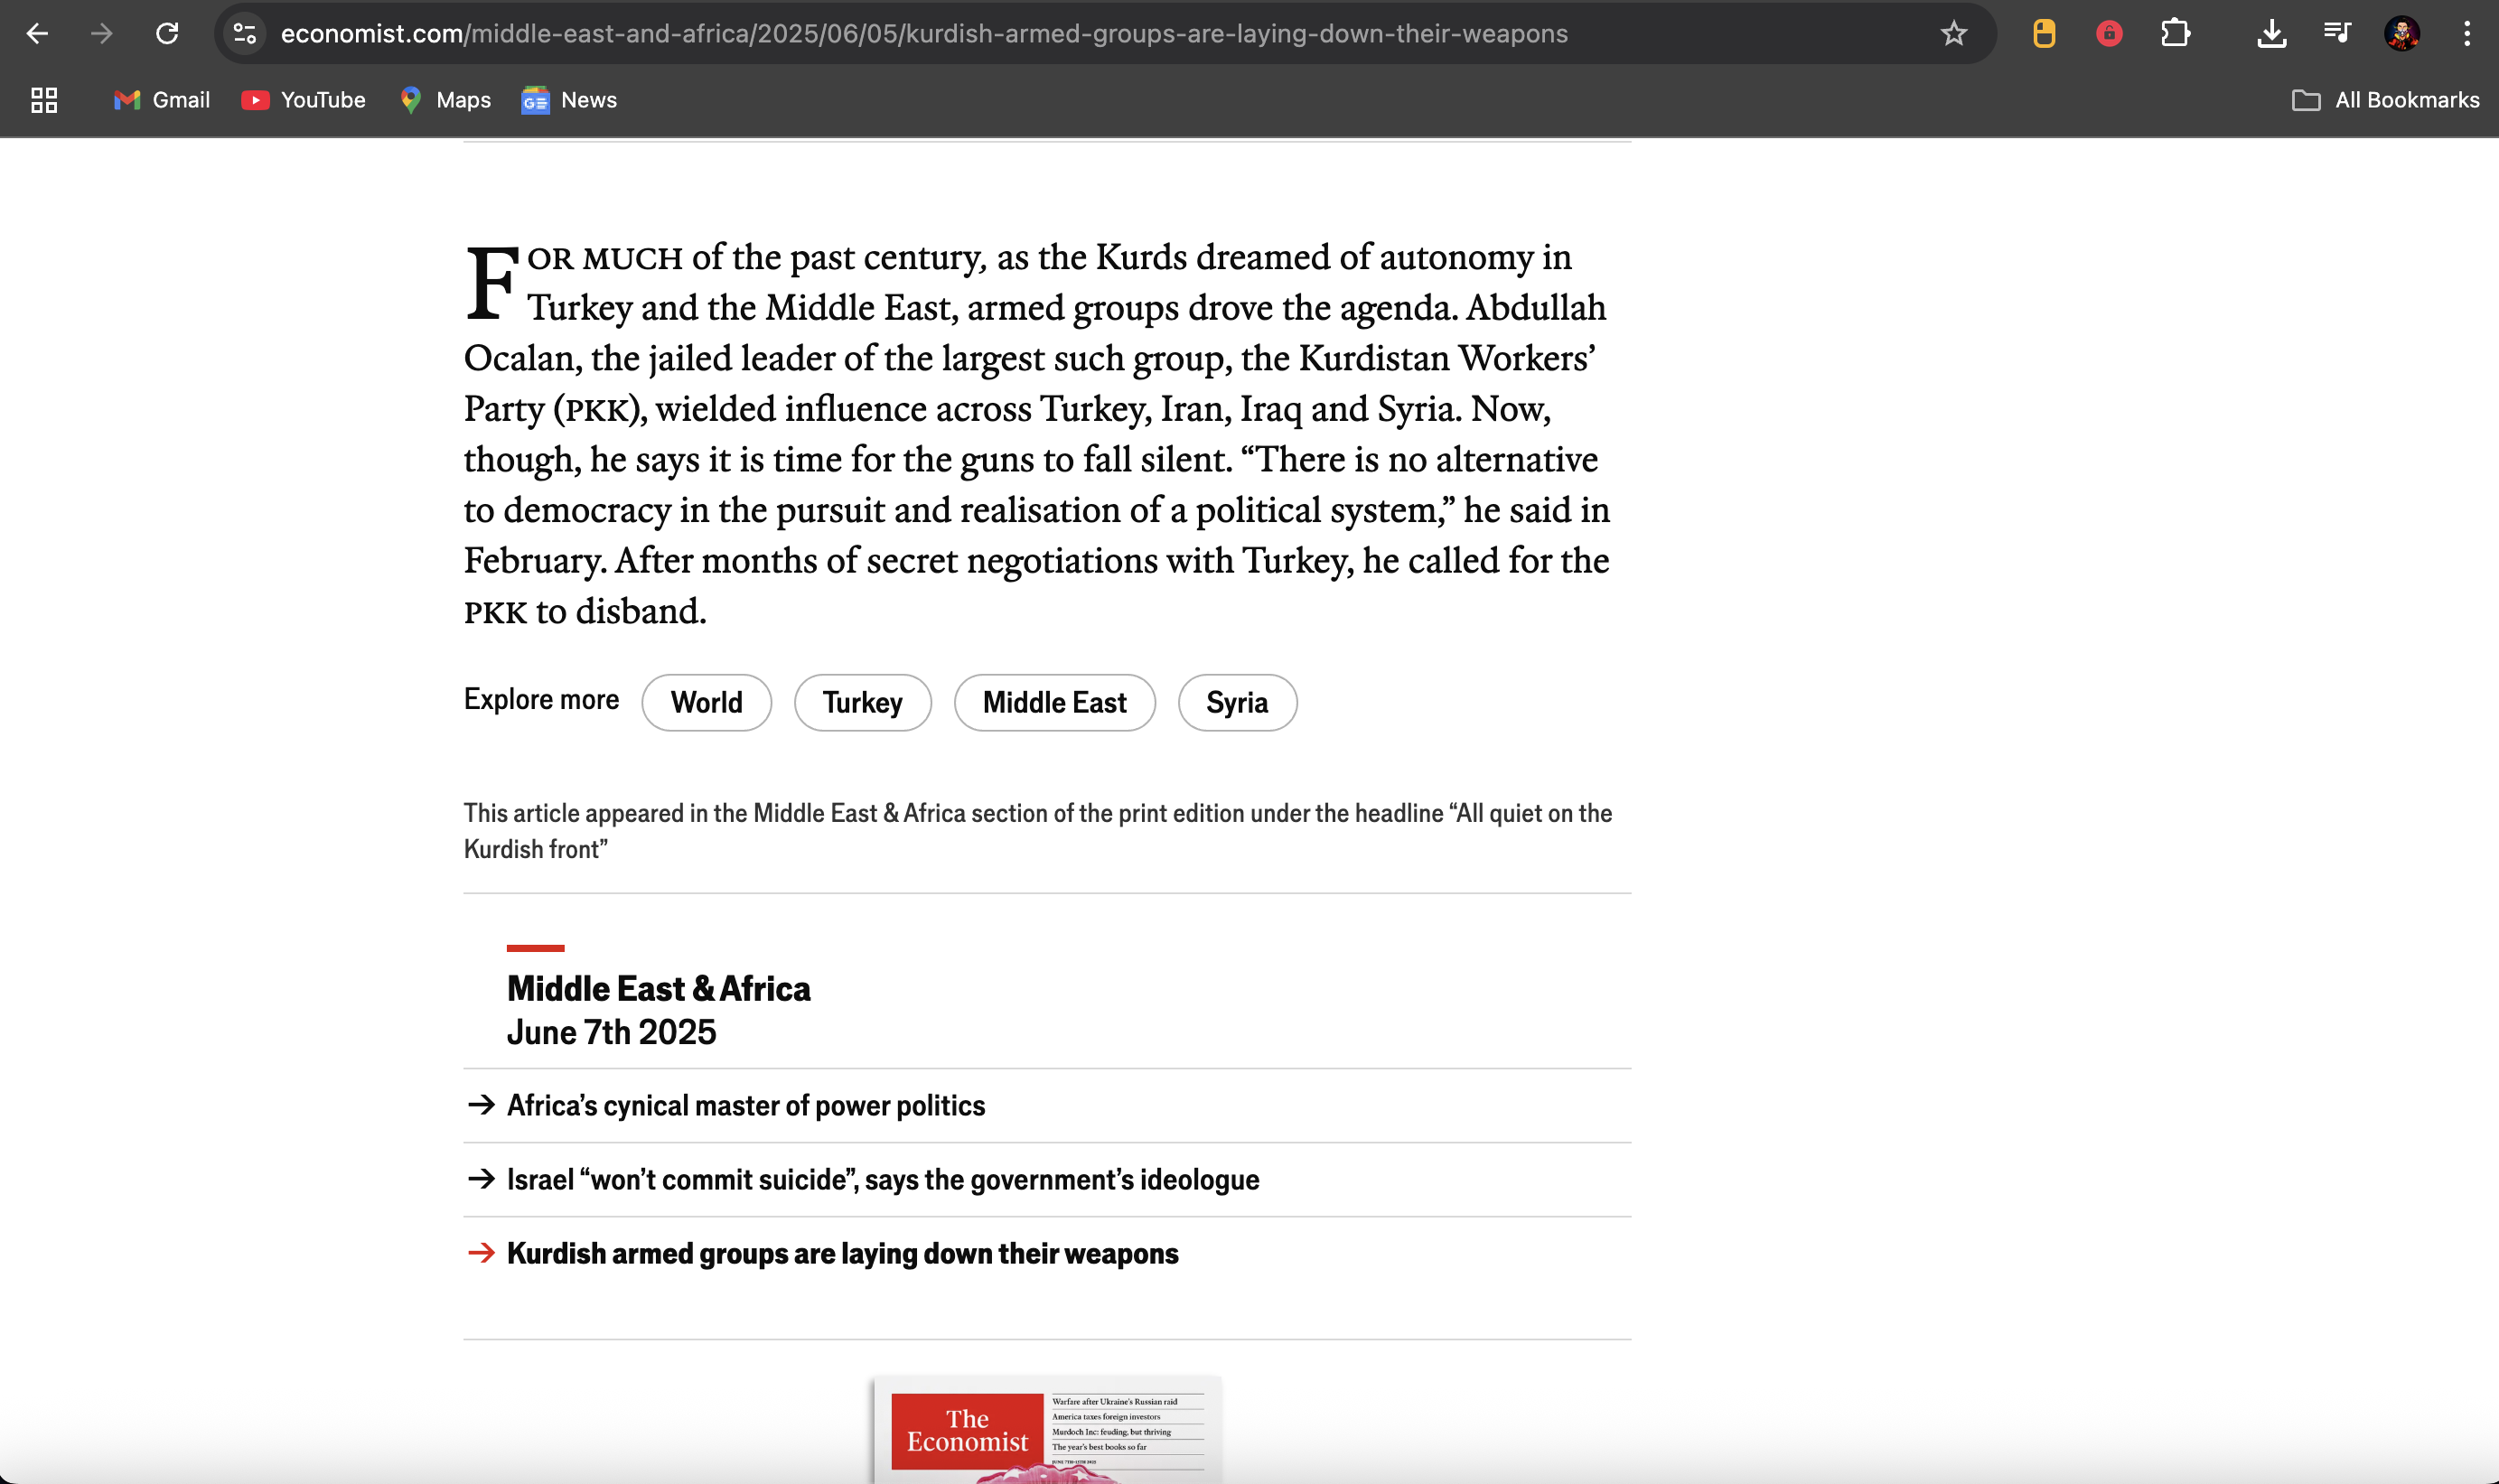 economist.com/middle-east-and-africa/2025/06/05/kurdish-armed-groups-are-laying-down-their-weapons
Gmail
YouTube
Maps
News
All Bookmarks
FOR MUCH of the past century, as the Kurds dreamed of autonomy in
Turkey and the Middle East, armed groups drove the agenda. Abdullah
Ocalan, the jailed leader of the largest such group, the Kurdistan Workers’
Party (PKK), wielded influence across Turkey, Iran, Iraq and Syria. Now,
though, he says it is time for the guns to fall silent. “There is no alternative
to democracy in the pursuit and realisation of a political system,” he said in
February. After months of secret negotiations with Turkey, he called for the
PKK to disband.
Explore more
World
Turkey
Middle East
Syria
This article appeared in the Middle East & Africa section of the print edition under the headline “All quiet on the
Kurdish front”
Middle East & Africa
June 7th 2025
Africa’s cynical master of power politics
Israel “won’t commit suicide”, says the government’s ideologue
Kurdish armed groups are laying down their weapons
The
Economist
Warfare after Ukraine’s Russian raid
America taxes foreign investors
Murdoch Inc: feuding, but thriving
The year’s best books so far
JUNE 7TH–13TH 2025